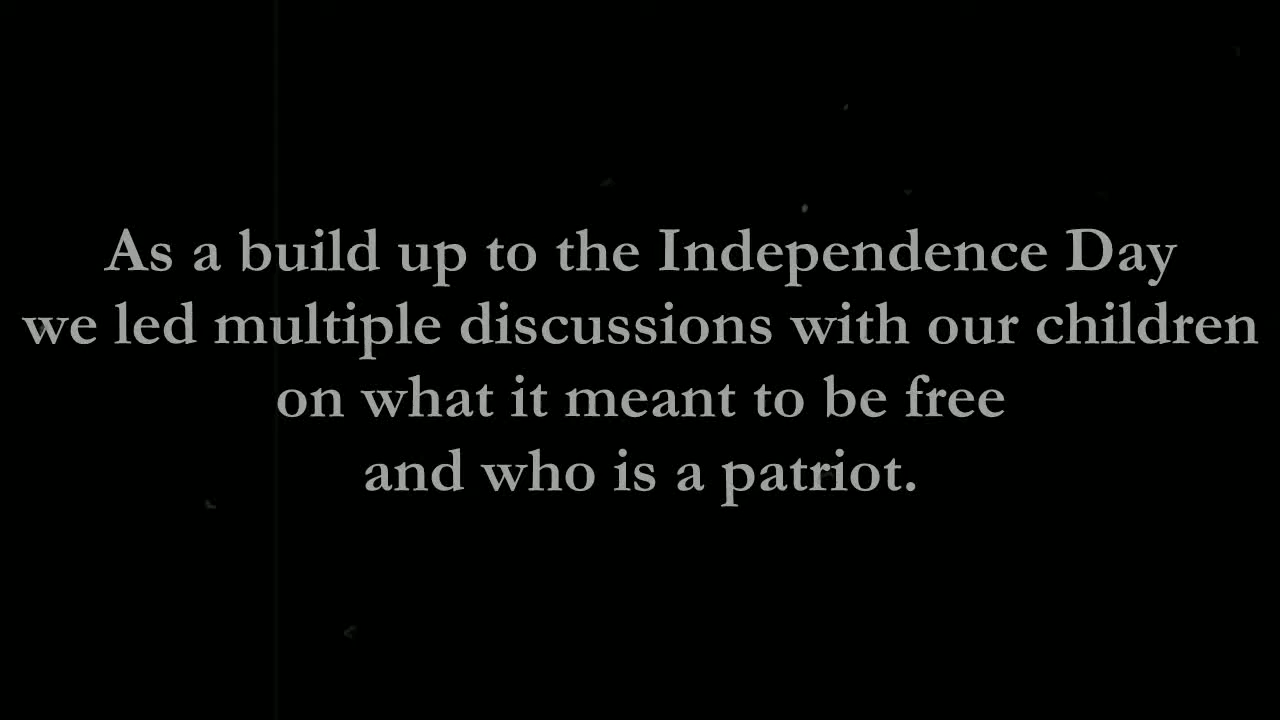 As a build up to the Independence Day
we led multiple discussions with our children
on what it meant to be free
and who is a patriot.